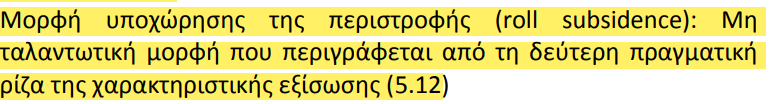 Μορφή υποχώρησης της περιστροφής (roll subsidence): Μη
ταλαντωτική μορφή που περιγράφεται από τη δεύτερη πραγματική
ρίζα της χαρακτηριστικής εξίσωσης (5.12)